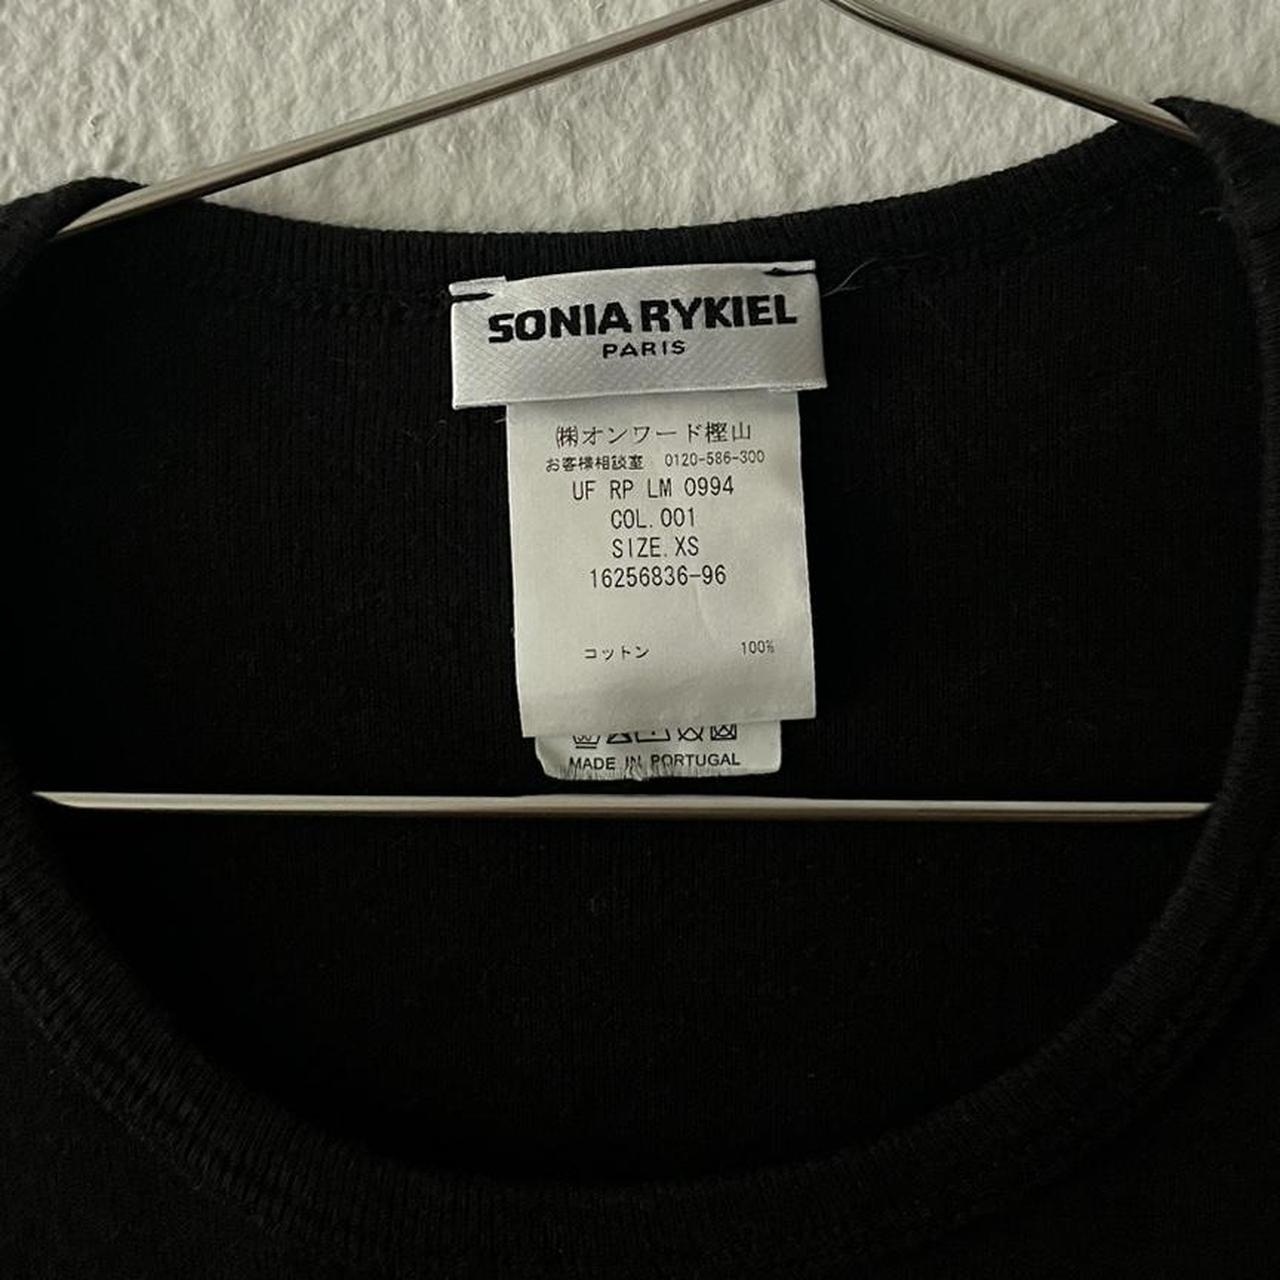 SONIA RYKIEL
PARIS
㈱オンワード樫山
お客様相談室 0120-586-300
UF RP LM 0994
COL.001
SIZE.XS
16256836-96
コットン 100%
MADE IN PORTUGAL